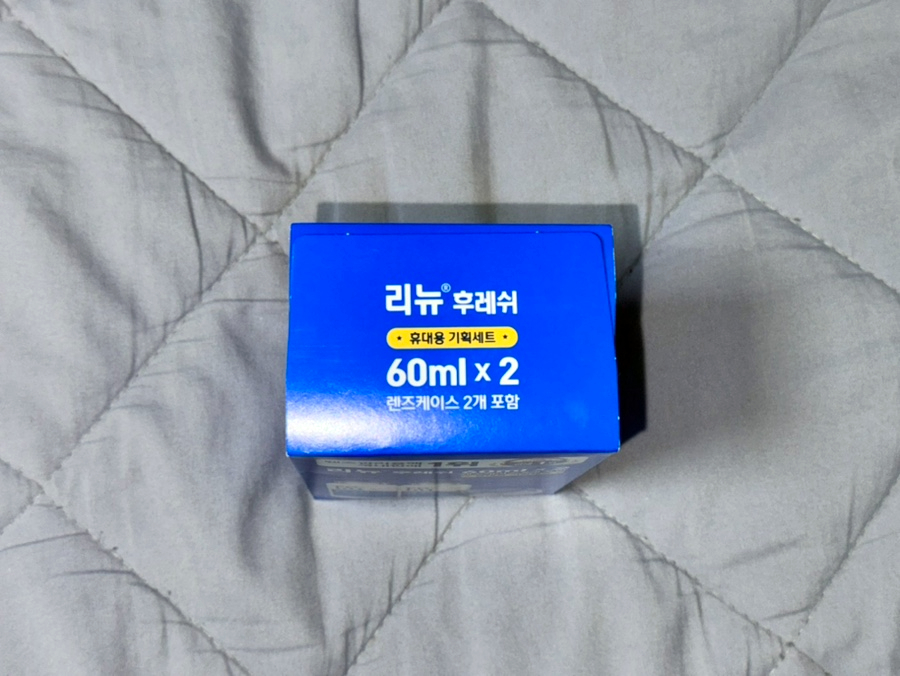 리뉴® 후레쉬
* 휴대용 기획세트 *
60ml x 2
렌즈케이스 2개 포함